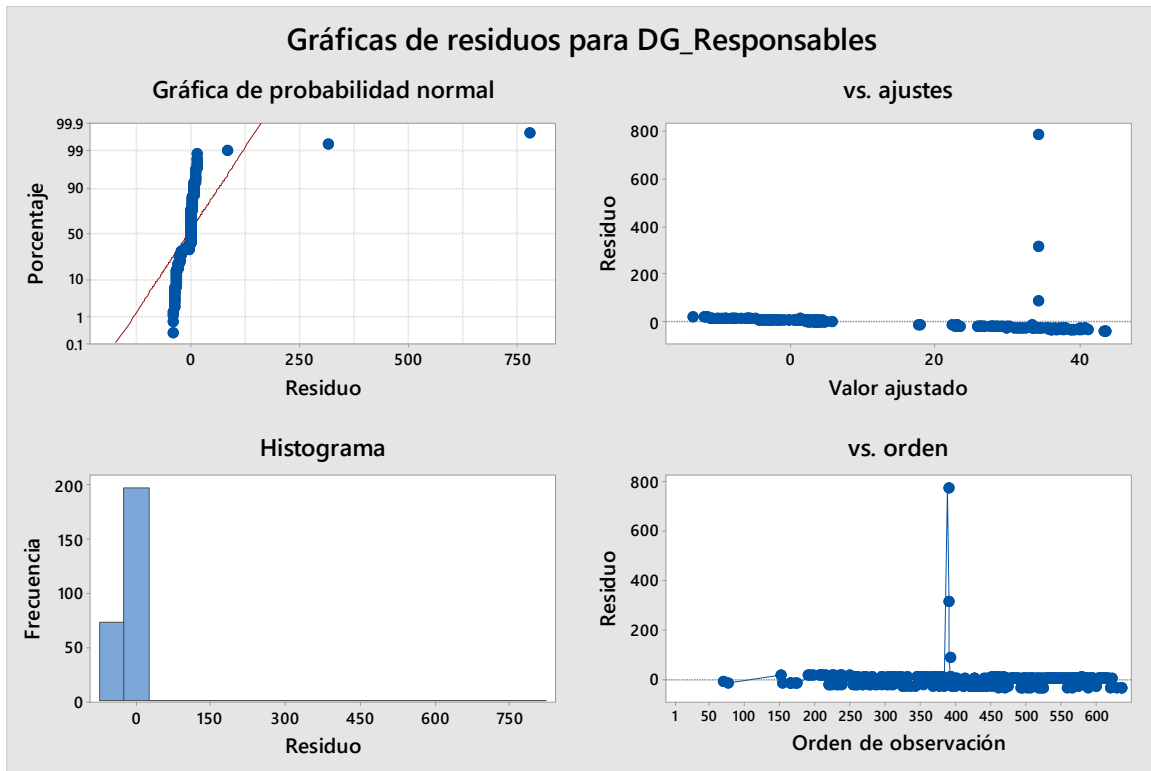 Gráficas de residuos para DG_Responsables
Gráfica de probabilidad normal
99.9
99
90
50
10
1
0.1
Porcentaje
0 250 500 750
Residuo
vs. ajustes
800
600
400
200
0
Residuo
0 20 40
Valor ajustado
Histograma
200
150
100
50
0
Frecuencia
0 150 300 450 600 750
Residuo
vs. orden
800
600
400
200
0
Residuo
1 50 100 150 200 250 300 350 400 450 500 550 600
Orden de observación